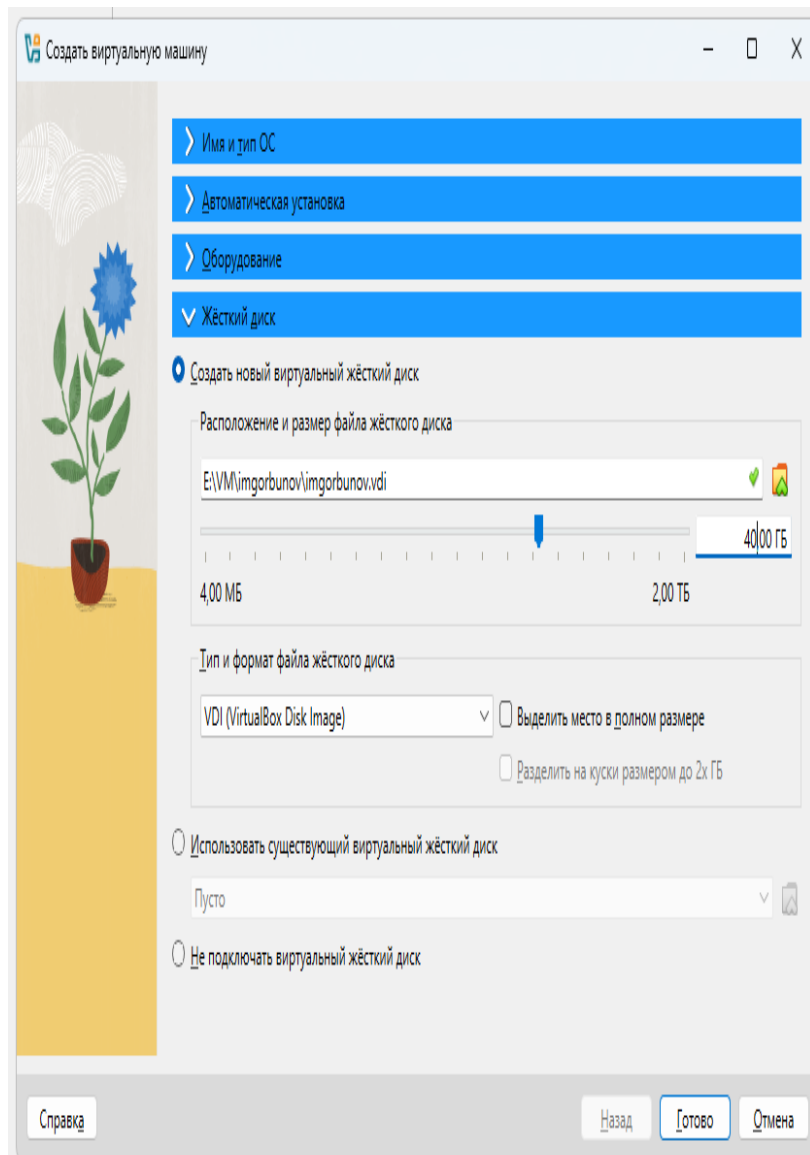 Создать виртуальную машину
Имя и тип ОС
Автоматическая установка
Оборудование
Жёсткий диск
Создать новый виртуальный жёсткий диск
Расположение и размер файла жёсткого диска
E:\VM\imgorbunov\imgorbunov.vdi
40,00 ГБ
4,00 МБ 2,00 ТБ
Тип и формат файла жёсткого диска
VDI (VirtualBox Disk Image) Выделить место в полном размере
Разделить на куски размером до 2х ГБ
Использовать существующий виртуальный жёсткий диск
Пусто
Не подключать виртуальный жёсткий диск
Справка Назад Готово Отмена